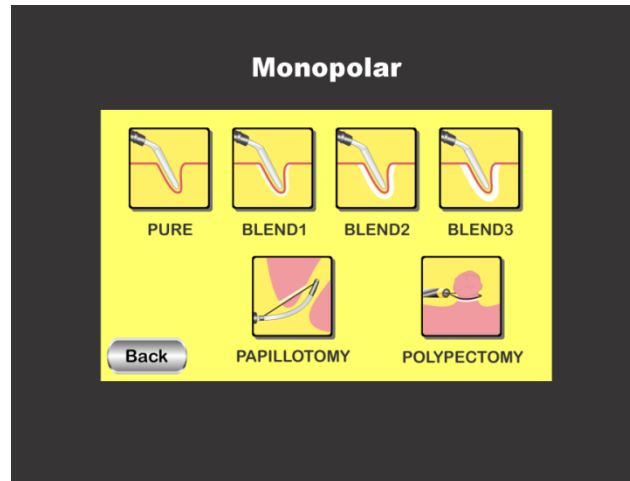 Monopolar
PURE BLEND1 BLEND2 BLEND3
PAPILLOTOMY POLYPECTOMY
Back